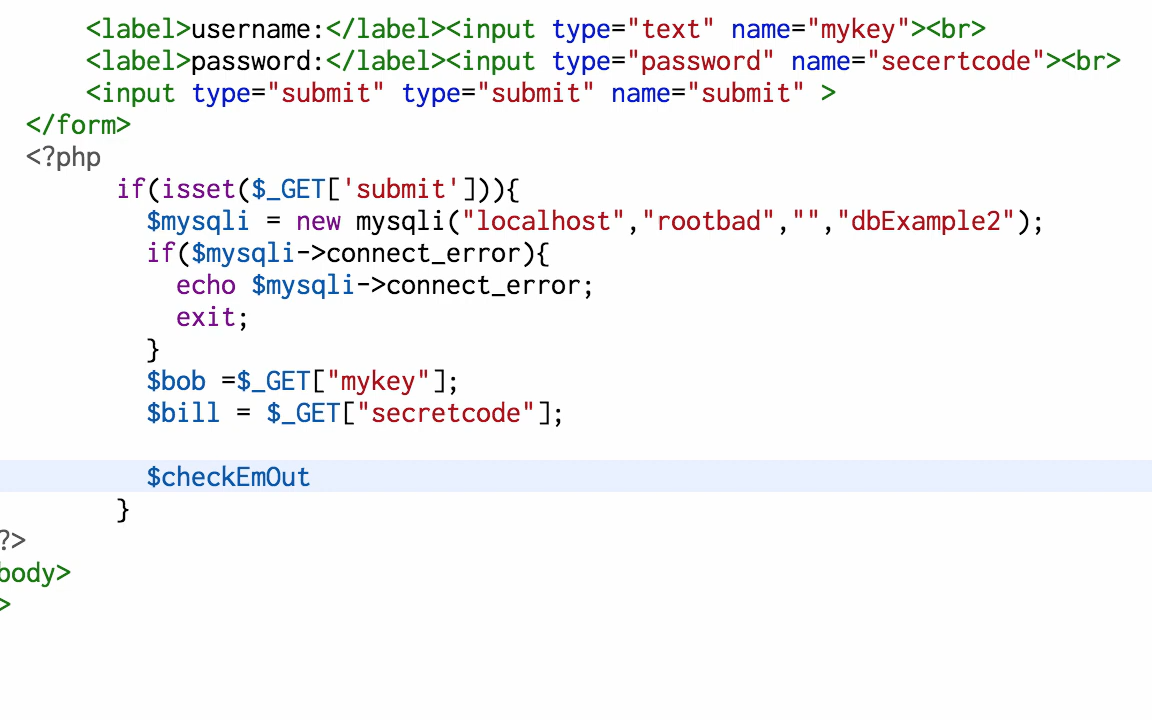 <label>username:</label><input type="text" name="mykey"><br>
<label>password:</label><input type="password" name="secertcode"><br>
<input type="submit" type="submit" name="submit" >
</form>
<?php
if(isset($_GET['submit'])){
$mysqli = new mysqli("localhost","rootbad","","dbExample2");
if($mysqli->connect_error){
echo $mysqli->connect_error;
exit;
}
$bob =$_GET["mykey"];
$bill = $_GET["secretcode"];
$checkEmOut
}
?>
body>
>